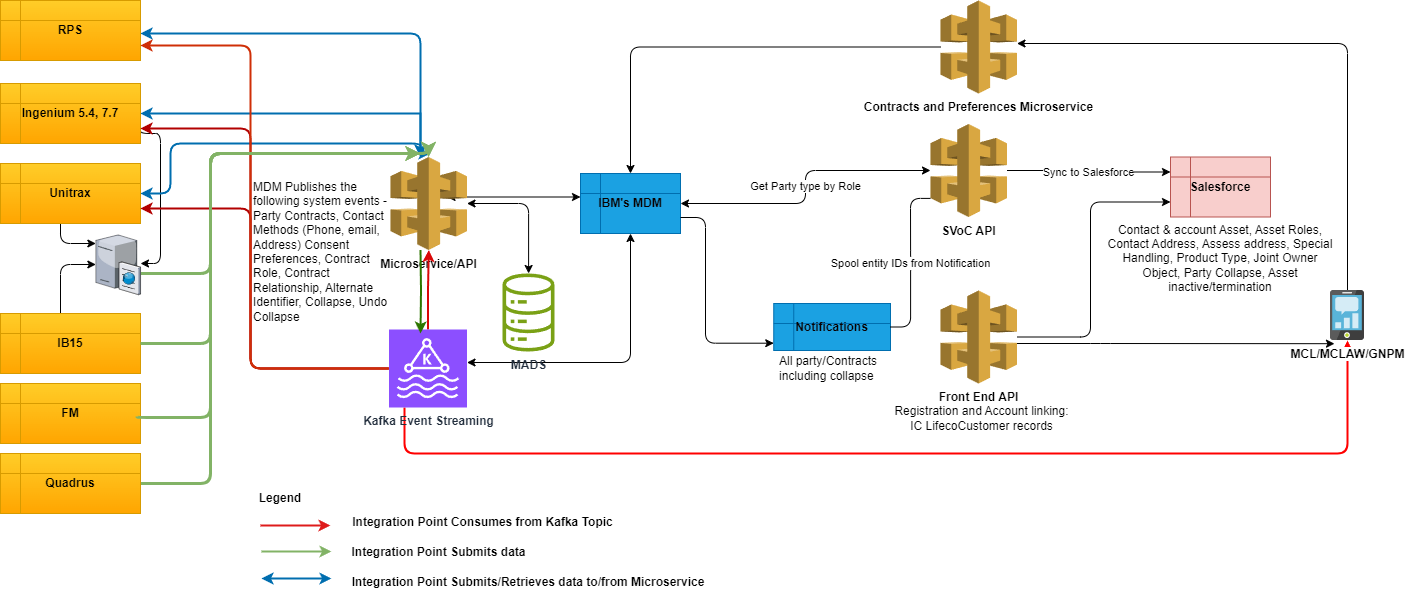 RPS
Ingenium 5.4, 7.7
Unitrax
IB15
FM
Quadrus
MDM Publishes the
following system events -
Party Contracts, Contact
Methods (Phone, email,
Address) Consent
Preferences, Contract
Role, Contract
Relationship, Alternate
Identifier, Collapse, Undo
Collapse
Microservice/API
K
Kafka Event Streaming
MADS
IBM's MDM
Contracts and Preferences Microservice
Get Party type by Role
SVoC API
Sync to Salesforce
Salesforce
Contact & account Asset, Asset Roles,
Contact Address, Assess address, Special
Handling, Product Type, Joint Owner
Object, Party Collapse, Asset
inactive/termination
Spool entity IDs from Notification
Notifications
All party/Contracts
including collapse
Front End API
Registration and Account linking:
IC LifecoCustomer records
MCL/MCLAW/GNPM
Legend
Integration Point Consumes from Kafka Topic
Integration Point Submits data
Integration Point Submits/Retrieves data to/from Microservice